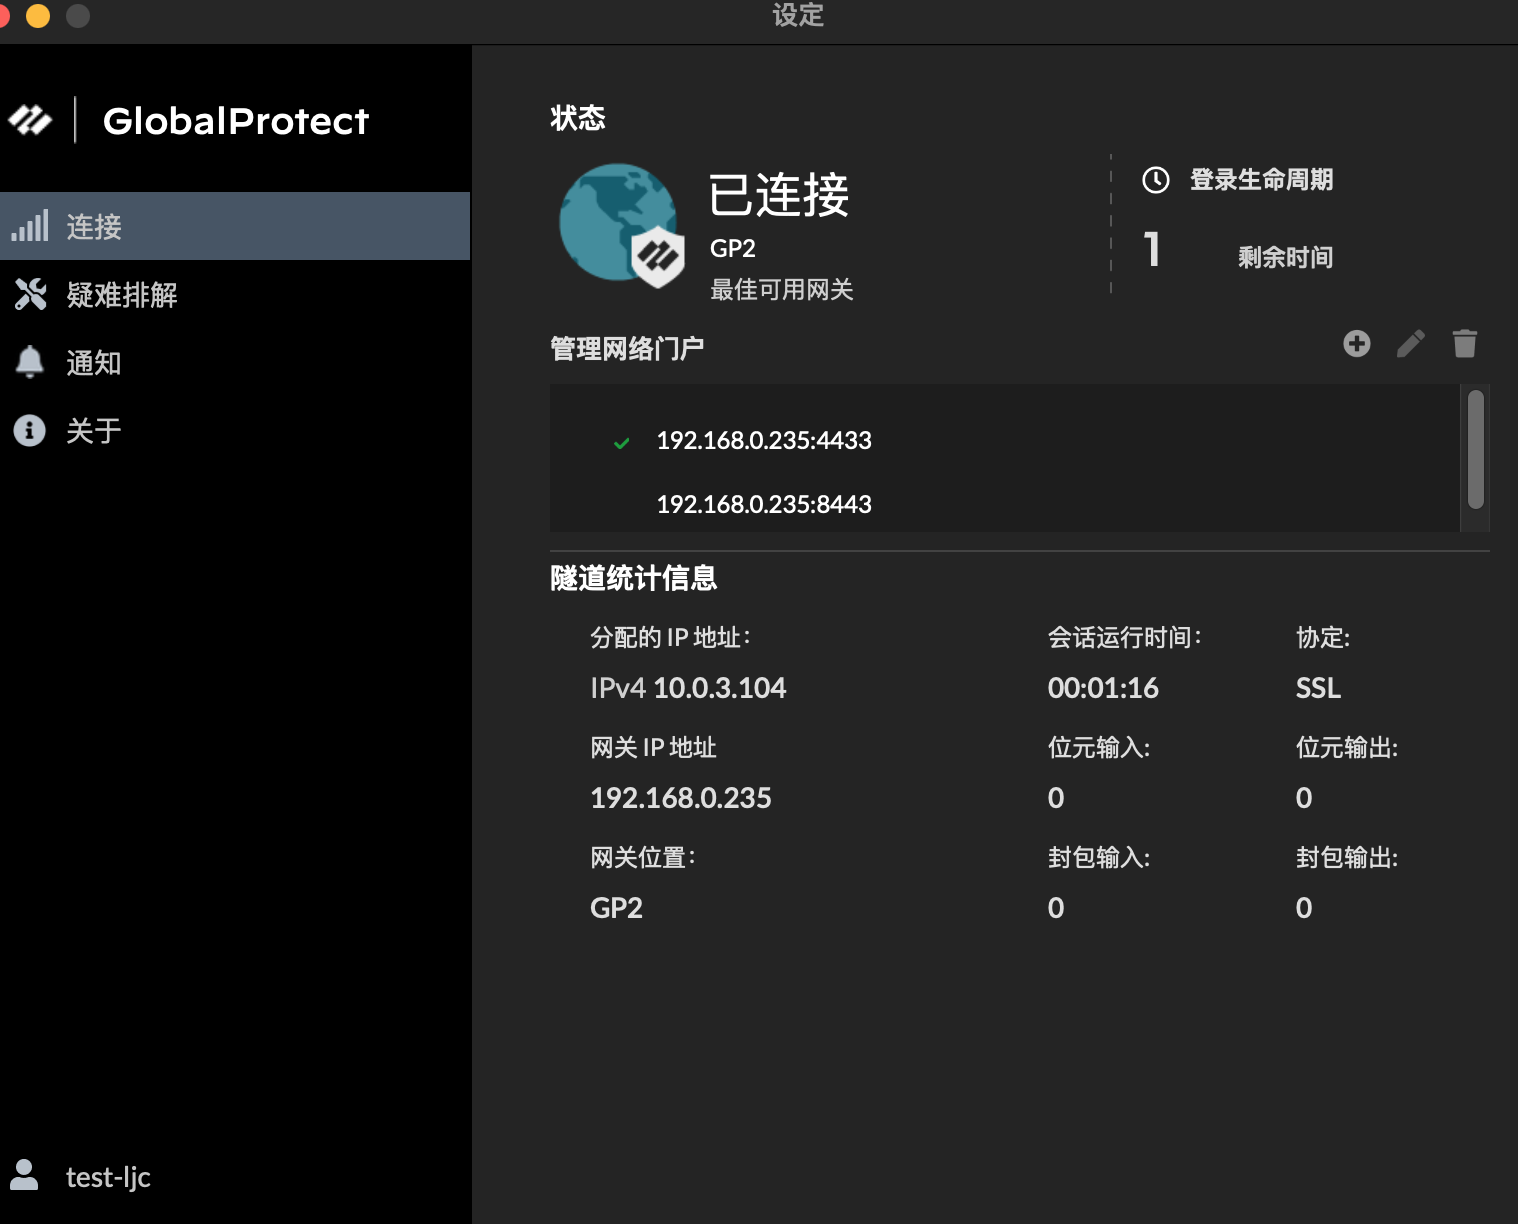 设定
GlobalProtect
连接
疑难排解
通知
关于
test-ljc
状态
已连接
GP2
最佳可用网关
登录生命周期
1 剩余时间
管理网络门户
192.168.0.235:4433
192.168.0.235:8443
隧道统计信息
分配的 IP 地址： 会话运行时间： 协定:
IPv4 10.0.3.104 00:01:16 SSL
网关 IP 地址 位元输入: 位元输出:
192.168.0.235 0 0
网关位置： 封包输入: 封包输出:
GP2 0 0